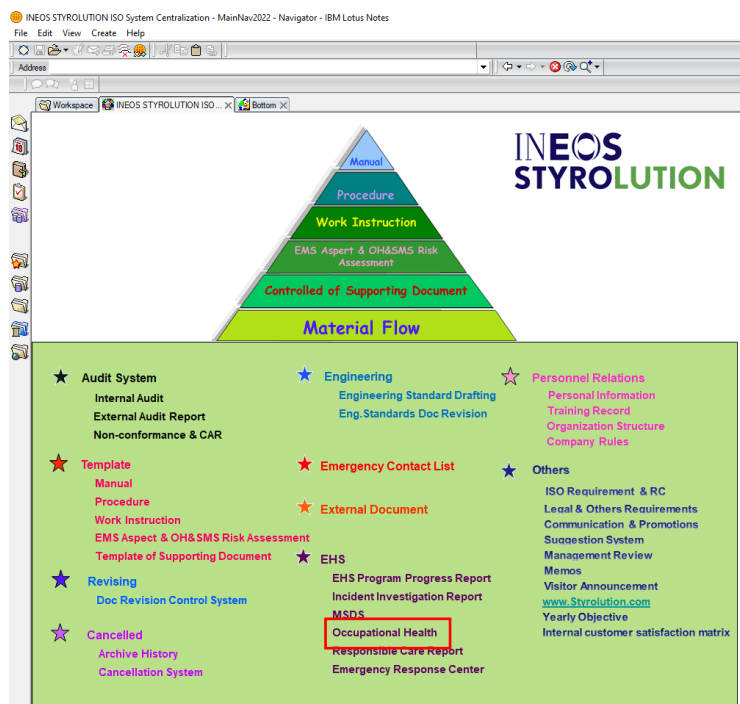 INEOS STYROLUTION ISO System Centralization - MainNav2022 - Navigator - IBM Lotus Notes
File Edit View Create Help
Address
Workspace INEOS STYROLUTION ISO... Bottom
INEOS
STYROLUTION
Manual
Procedure
Work Instruction
EMS Aspert & OH&SMS Risk
Assessment
Controlled of Supporting Document
Material Flow
Audit System
Internal Audit
External Audit Report
Non-conformance & CAR
Engineering
Engineering Standard Drafting
Eng.Standards Doc Revision
Personnel Relations
Personal Information
Training Record
Organization Structure
Company Rules
Template
Manual
Procedure
Work Instruction
EMS Aspect & OH&SMS Risk Assessment
Template of Supporting Document
Emergency Contact List
External Document
Others
ISO Requirement & RC
Legal & Others Requirements
Communication & Promotions
Suggestion System
Management Review
Memos
Visitor Announcement
www.Styrolution.com
Yearly Objective
Internal customer satisfaction matrix
Revising
Doc Revision Control System
EHS
EHS Program Progress Report
Incident Investigation Report
MSDS
Occupational Health
Responsible Care Report
Emergency Response Center
Cancelled
Archive History
Cancellation System